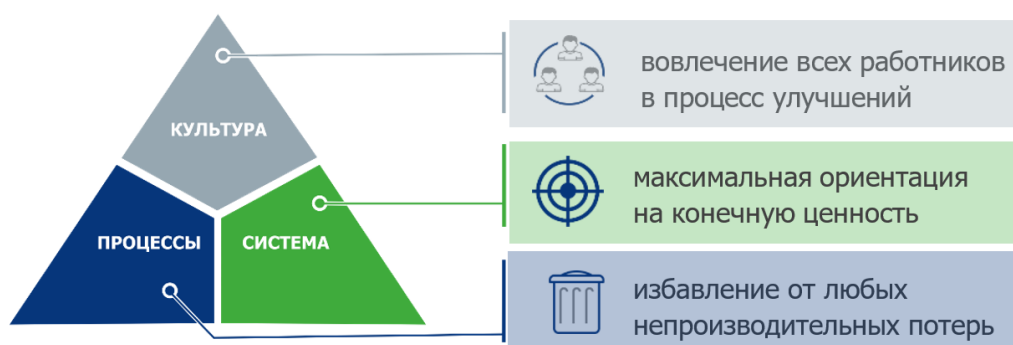 КУЛЬТУРА
ПРОЦЕССЫ
СИСТЕМА
вовлечение всех работников
в процесс улучшений
максимальная ориентация
на конечную ценность
избавление от любых
непроизводительных потерь